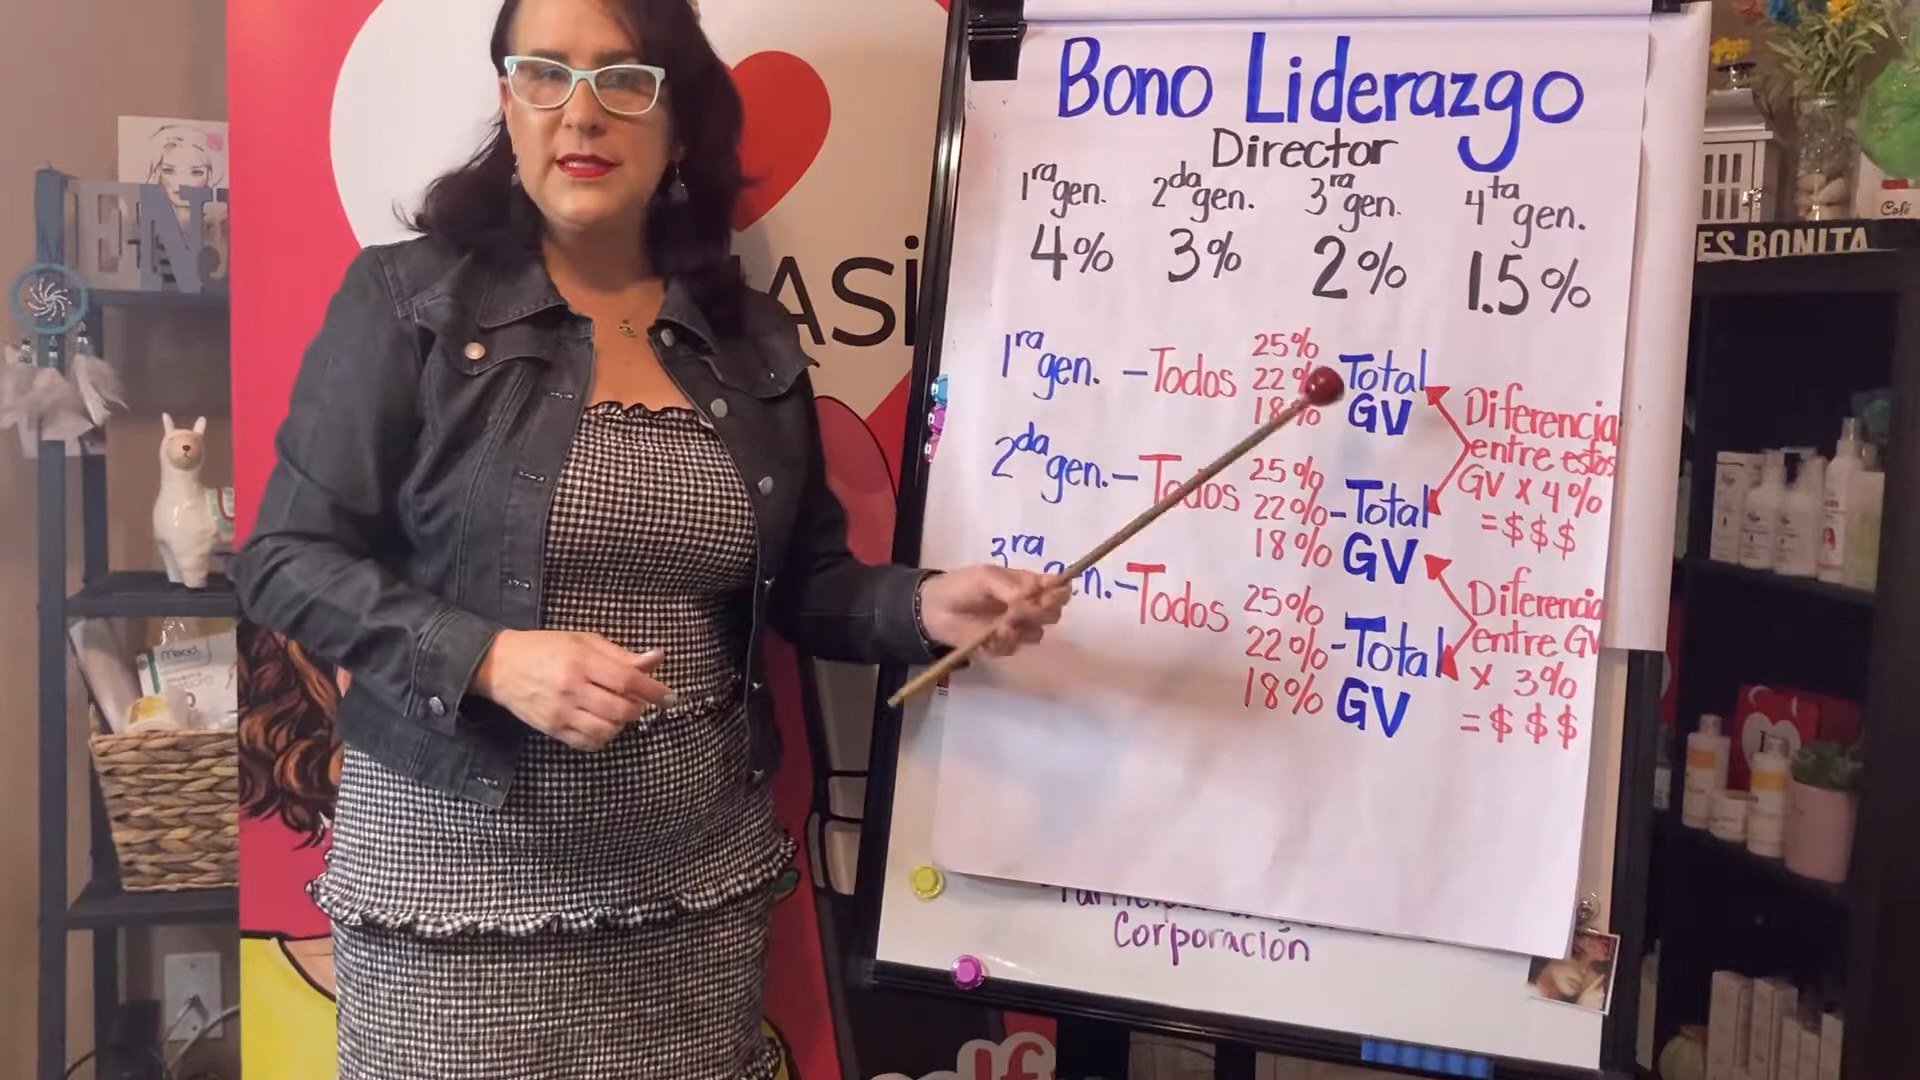 Bono Liderazgo
Director
1ra gen. 2da gen. 3ra gen. 4ta gen.
4% 3% 2% 1.5%
1ra gen. - Todos 25% 22% 18% Total GV
Diferencia entre estos GV x 4% = $$$
2da gen. - Todos 25% 22% 18% - Total GV
Diferencia entre GV x 3% = $$$
3ra gen. - Todos 25% 22% 18% - Total GV
Corporación
ES BONITA
Café
mood